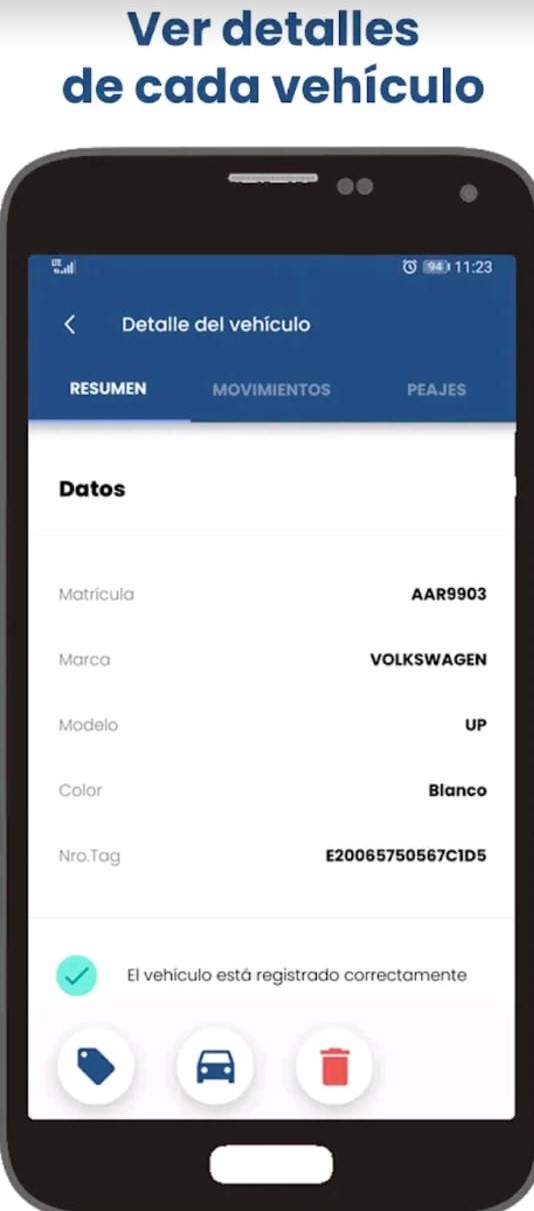 Ver detalles
de cada vehículo
LTE
94 11:23
Detalle del vehículo
RESUMEN MOVIMIENTOS PEAJES
Datos
Matrícula AAR9903
Marca VOLKSWAGEN
Modelo UP
Color Blanco
Nro.Tag E20065750567C1D5
El vehículo está registrado correctamente